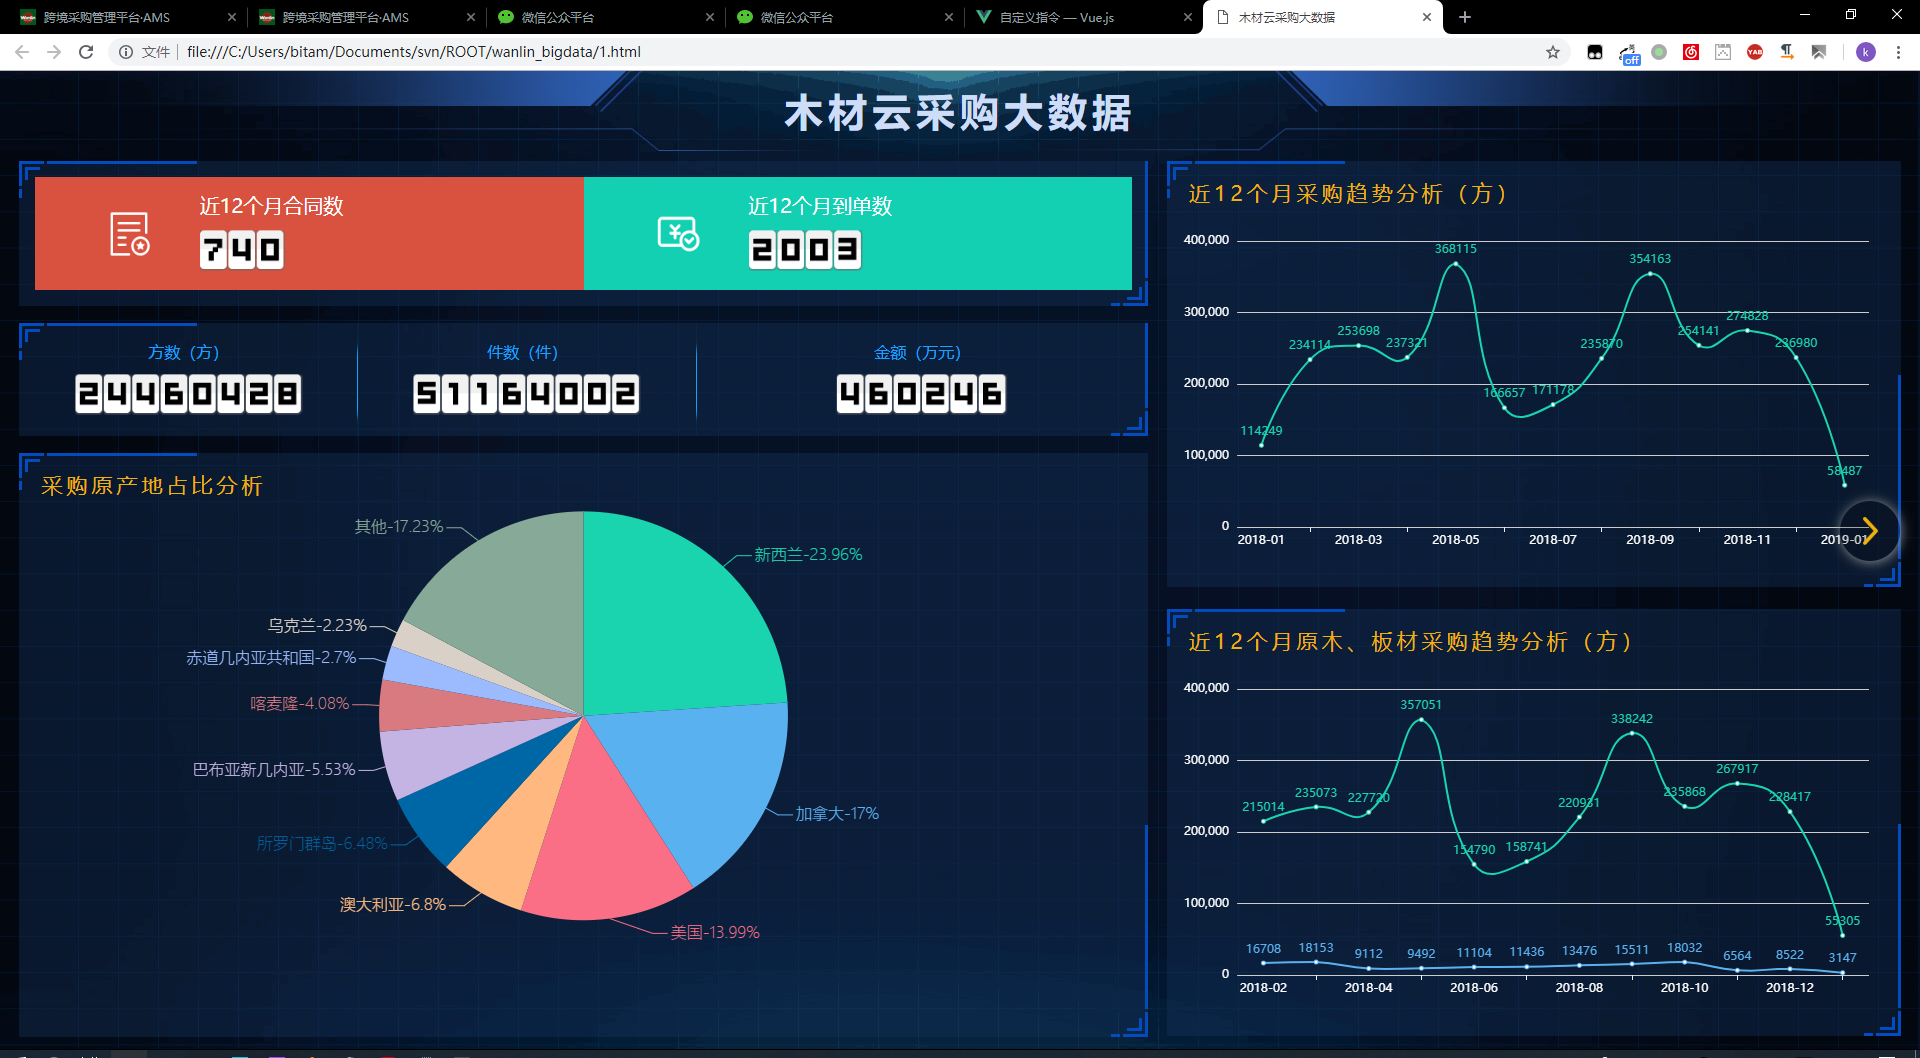 跨境采购管理平台·AMS
跨境采购管理平台·AMS
微信公众平台
微信公众平台
自定义指令 — Vue.js
木材云采购大数据
文件
file:///C:/Users/bitam/Documents/svn/ROOT/wanlin_bigdata/1.html
off
YAB
k
木材云采购大数据
近12个月合同数
740
近12个月到单数
2003
方数（方）
24460428
件数（件）
51164002
金额（万元）
460246
采购原产地占比分析
其他-17.23%
新西兰-23.96%
乌克兰-2.23%
赤道几内亚共和国-2.7%
喀麦隆-4.08%
巴布亚新几内亚-5.53%
加拿大-17%
所罗门群岛-6.48%
澳大利亚-6.8%
美国-13.99%
近12个月采购趋势分析（方）
400,000
300,000
200,000
100,000
0
114249
234114
253698
237321
368115
166657
171178
235870
354163
254141
274828
236980
58487
2018-01
2018-03
2018-05
2018-07
2018-09
2018-11
2019-01
近12个月原木、板材采购趋势分析（方）
400,000
300,000
200,000
100,000
0
215014
235073
227720
357051
154790
158741
220931
338242
235868
267917
228417
55305
16708
18153
9112
9492
11104
11436
13476
15511
18032
6564
8522
3147
2018-02
2018-04
2018-06
2018-08
2018-10
2018-12